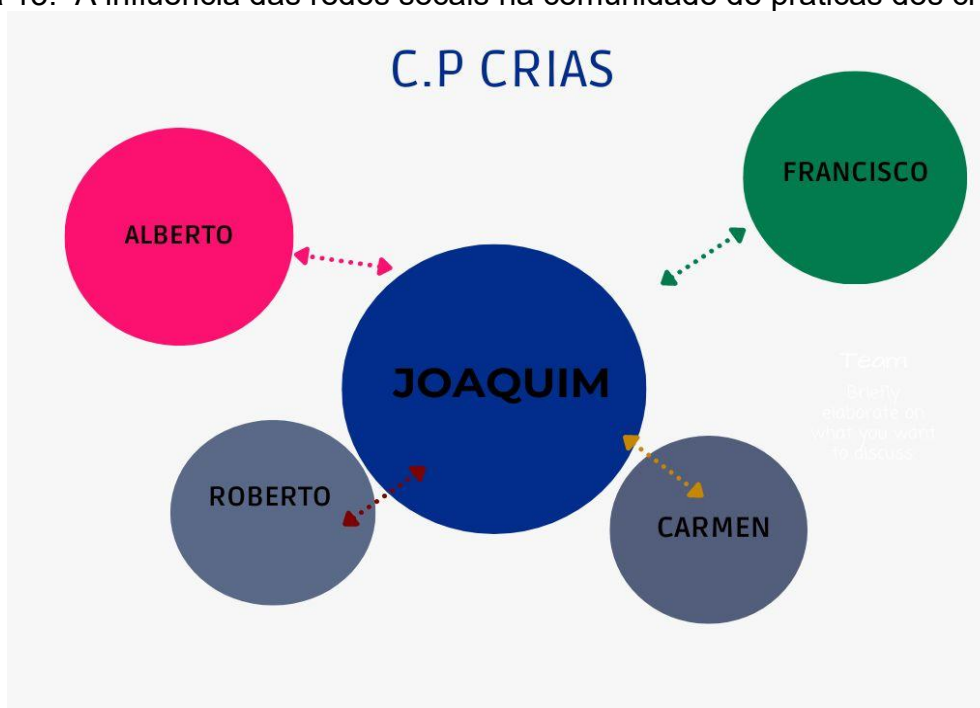 A influência das redes socais na comunidade de práticas dos
C.P CRIAS
FRANCISCO
ALBERTO
JOAQUIM
Team
Briefly
elaborate on
what you want
to discuss
ROBERTO
CARMEN